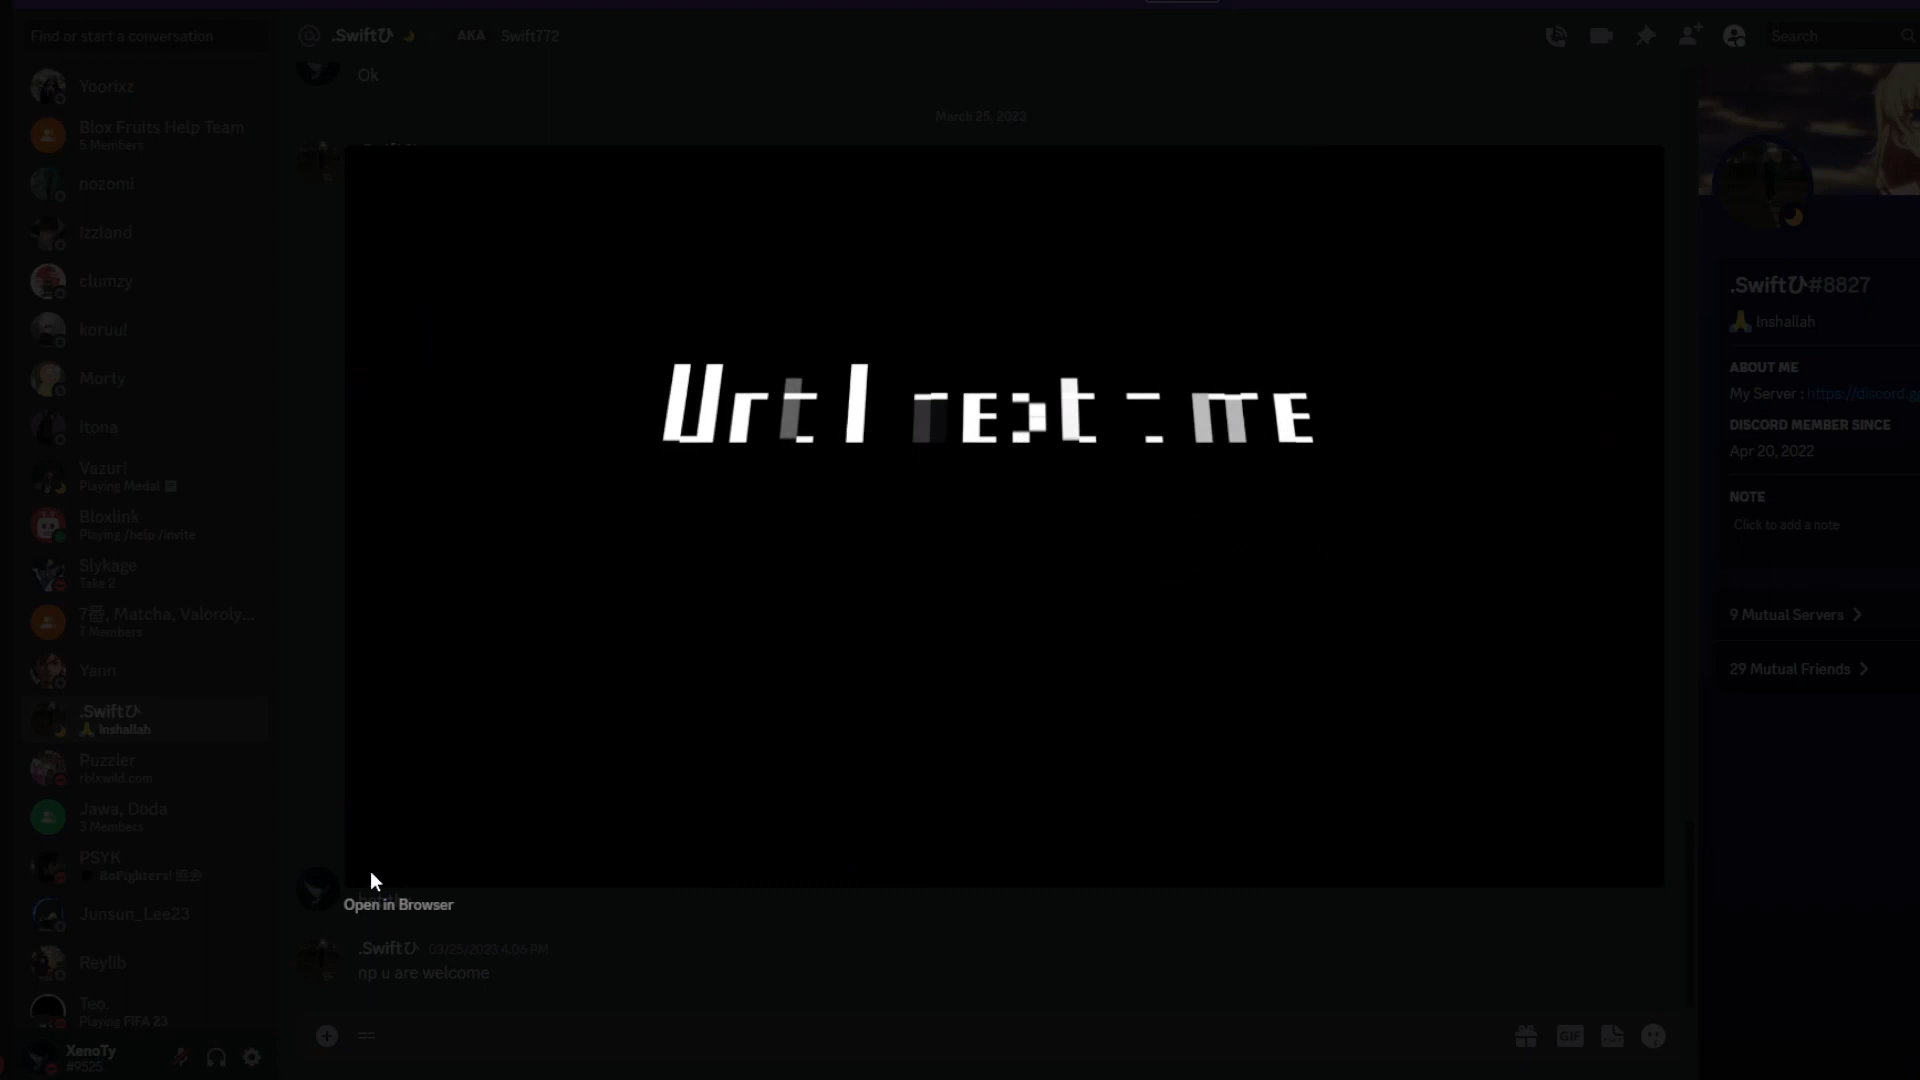 Find or start a conversation
Yoorixz
Blox Fruits Help Team
5 Members
nozomi
Izzland
clumzy
koruu!
Morty
Itona
Vazuri
Playing Medal
Bloxlink
Playing /help /invite
Slykage
Take 2
7쯤, Matcha, Valoroly...
7 Members
Yann
.Swiftひ
🙏 Inshallah
Puzzler
rblxwild.com
Jawa, Doda
3 Members
PSYK
RoFighters!
Junsun_Lee23
Reylib
Teo.
Playing FIFA 23
XenoTy
#9525
.Swiftひ AKA Swift772
Search
Ok
March 25, 2023
Open in Browser
.Swiftひ 03/25/2023 4:06 PM
np u are welcome
==
GIF
.Swiftひ#8827
🙏 Inshallah
ABOUT ME
My Server : https://discord.g
DISCORD MEMBER SINCE
Apr 20, 2022
NOTE
Click to add a note
9 Mutual Servers
29 Mutual Friends